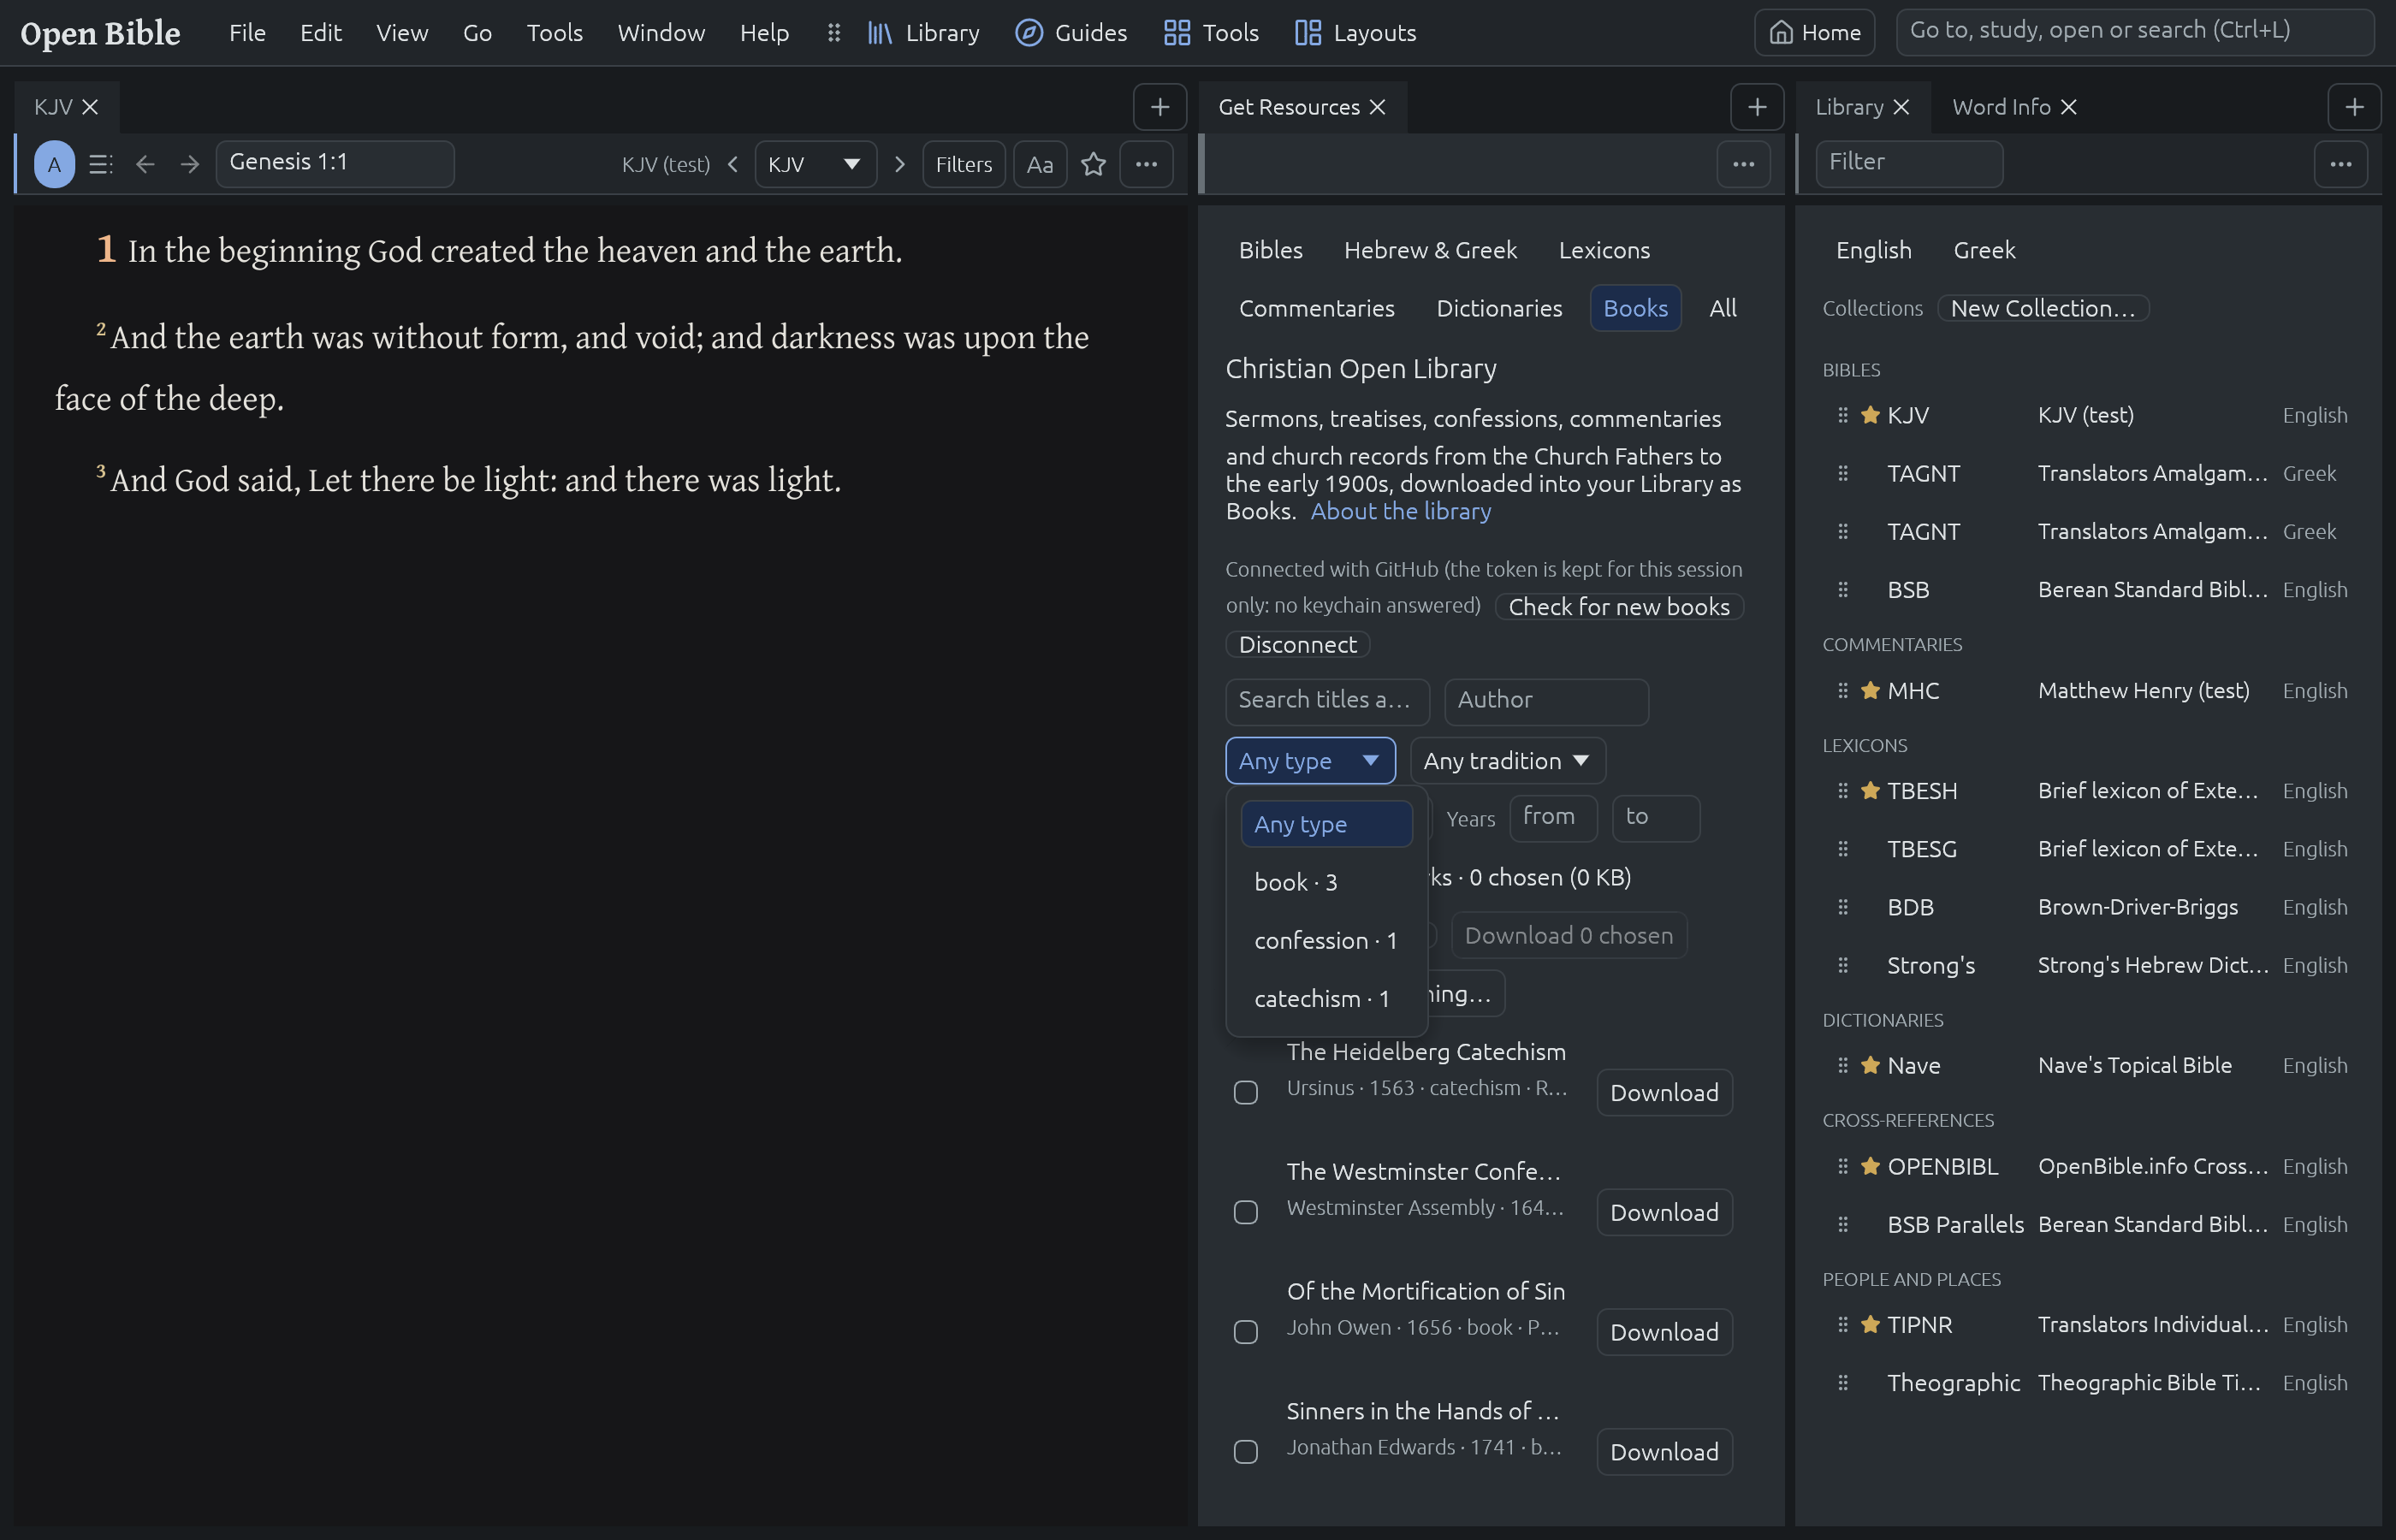 Open Bible File Edit View Go Tools Window Help Library Guides Tools Layouts Home Go to, study, open or search (Ctrl+L)
KJV
A Genesis 1:1 KJV (test) KJV Filters Aa
1 In the beginning God created the heaven and the earth.
2 And the earth was without form, and void; and darkness was upon the
face of the deep.
3 And God said, Let there be light: and there was light.
Get Resources
Bibles Hebrew & Greek Lexicons
Commentaries Dictionaries Books All
Christian Open Library
Sermons, treatises, confessions, commentaries
and church records from the Church Fathers to
the early 1900s, downloaded into your Library as
Books. About the library
Connected with GitHub (the token is kept for this session
only: no keychain answered) Check for new books
Disconnect
Search titles a… Author
Any type Any tradition
Any type
book · 3
confession · 1
catechism · 1
Years from to
· 0 chosen (0 KB)
Download 0 chosen
The Heidelberg Catechism
Ursinus · 1563 · catechism · R…
Download
The Westminster Confe…
Westminster Assembly · 164…
Download
Of the Mortification of Sin
John Owen · 1656 · book · P…
Download
Sinners in the Hands of …
Jonathan Edwards · 1741 · b…
Download
Library Word Info
Filter
English Greek
Collections New Collection…
BIBLES
KJV KJV (test) English
TAGNT Translators Amalgam… Greek
TAGNT Translators Amalgam… Greek
BSB Berean Standard Bibl… English
COMMENTARIES
MHC Matthew Henry (test) English
LEXICONS
TBESH Brief lexicon of Exte… English
TBESG Brief lexicon of Exte… English
BDB Brown-Driver-Briggs English
Strong's Strong's Hebrew Dict… English
DICTIONARIES
Nave Nave's Topical Bible English
CROSS-REFERENCES
OPENBIBL OpenBible.info Cross… English
BSB Parallels Berean Standard Bibl… English
PEOPLE AND PLACES
TIPNR Translators Individual… English
Theographic Theographic Bible Ti… English